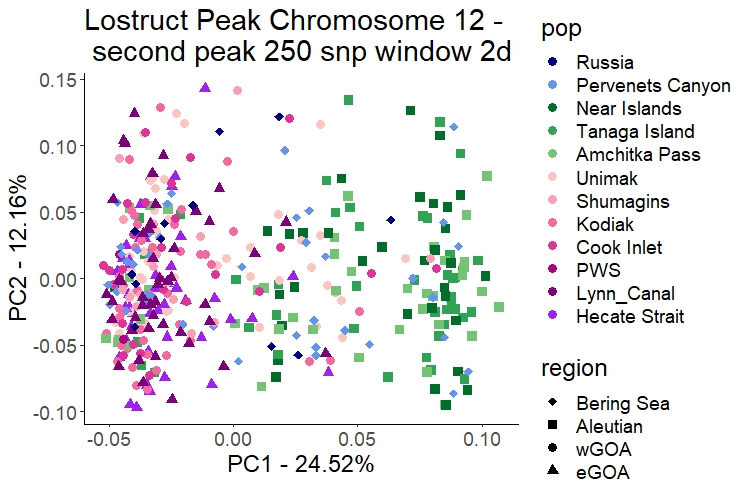 Lostruct Peak Chromosome 12 -
second peak 250 snp window 2d
PC2 - 12.16%
0.15
0.10
0.05
0.00
-0.05
-0.10
-0.05
0.00
0.05
0.10
PC1 - 24.52%
pop
Russia
Pervenets Canyon
Near Islands
Tanaga Island
Amchitka Pass
Unimak
Shumagins
Kodiak
Cook Inlet
PWS
Lynn_Canal
Hecate Strait
region
Bering Sea
Aleutian
wGOA
eGOA